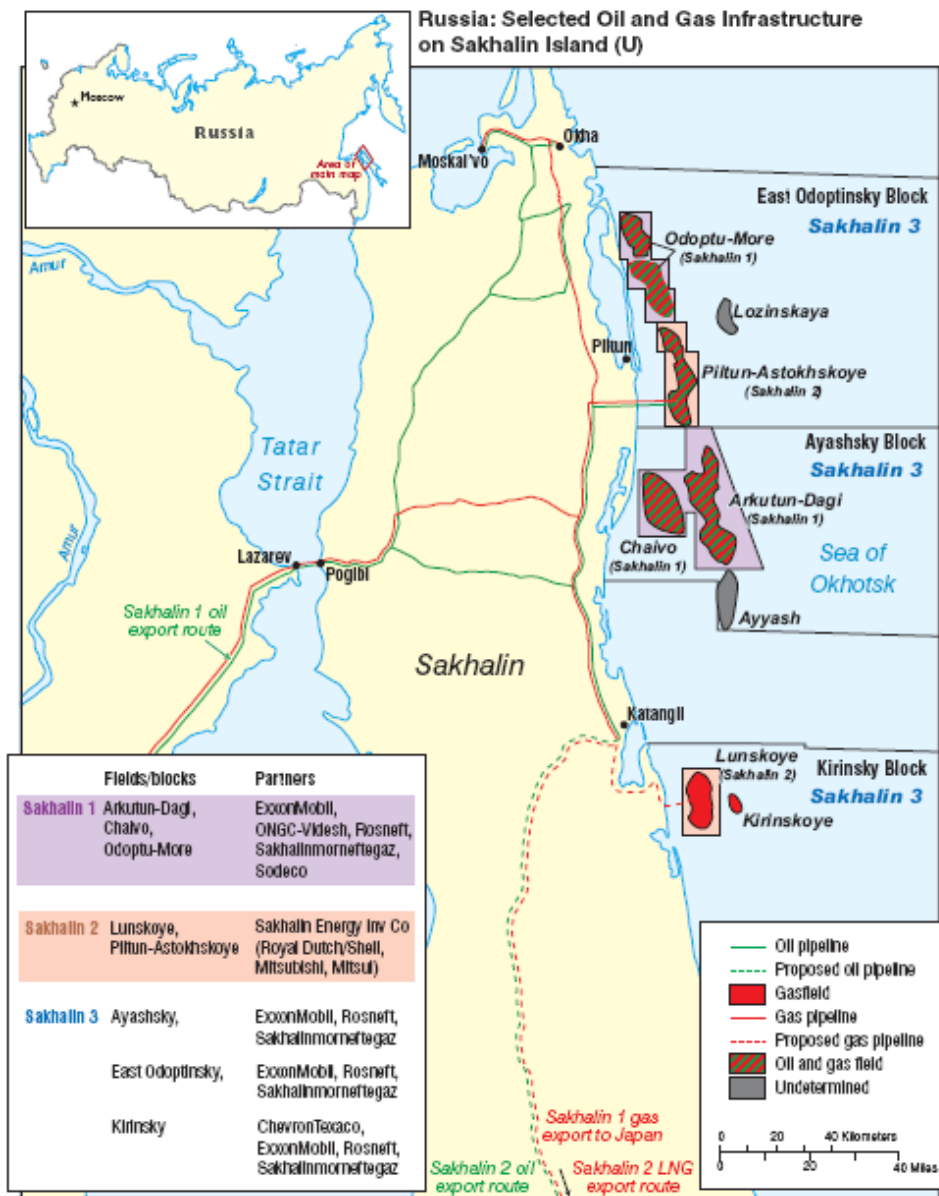 Russia: Selected Oil and Gas Infrastructure
on Sakhalin Island (U)
Moscow
Russia
Area of
main map
Okha
Moskal'vo
East Odoptinsky Block
Sakhalin 3
Odoptu-More
(Sakhalin 1)
Amur
Lozinskaya
Piltun
Piltun-Astokhskoye
(Sakhalin 2)
Tatar
Strait
Ayashsky Block
Sakhalin 3
Arkutun-Dagi
(Sakhalin 1)
Amur
Chaivo
(Sakhalin 1)
Sea of
Okhotsk
Lazarev
Pogibi
Ayyash
Sakhalin 1 oil
export route
Sakhalin
Katangli
Lunskoye
(Sakhalin 2)
Kirinsky Block
Sakhalin 3
Kirinskoye
Fields/blocks Partners
Sakhalin 1 Arkutun-Dagi, ExxonMobil,
Chaivo, ONGC-Videsh, Rosneft,
Odoptu-More Sakhalinmorneftegaz,
Sodeco
Sakhalin 2 Lunskoye, Sakhalin Energy Inv Co
Piltun-Astokhskoye (Royal Dutch/Shell,
Mitsubishi, Mitsui)
Sakhalin 3 Ayashsky, ExxonMobil, Rosneft,
Sakhalinmorneftegaz
East Odoptinsky, ExxonMobil, Rosneft,
Sakhalinmorneftegaz
Kirinsky ChevronTexaco,
ExxonMobil, Rosneft,
Sakhalinmorneftegaz
Oil pipeline
Proposed oil pipeline
Gasfield
Gas pipeline
Proposed gas pipeline
Oil and gas field
Undetermined
0 20 40 Kilometers
0 20 40 Miles
Sakhalin 1 gas
export to Japan
Sakhalin 2 oil
export route
Sakhalin 2 LNG
export route